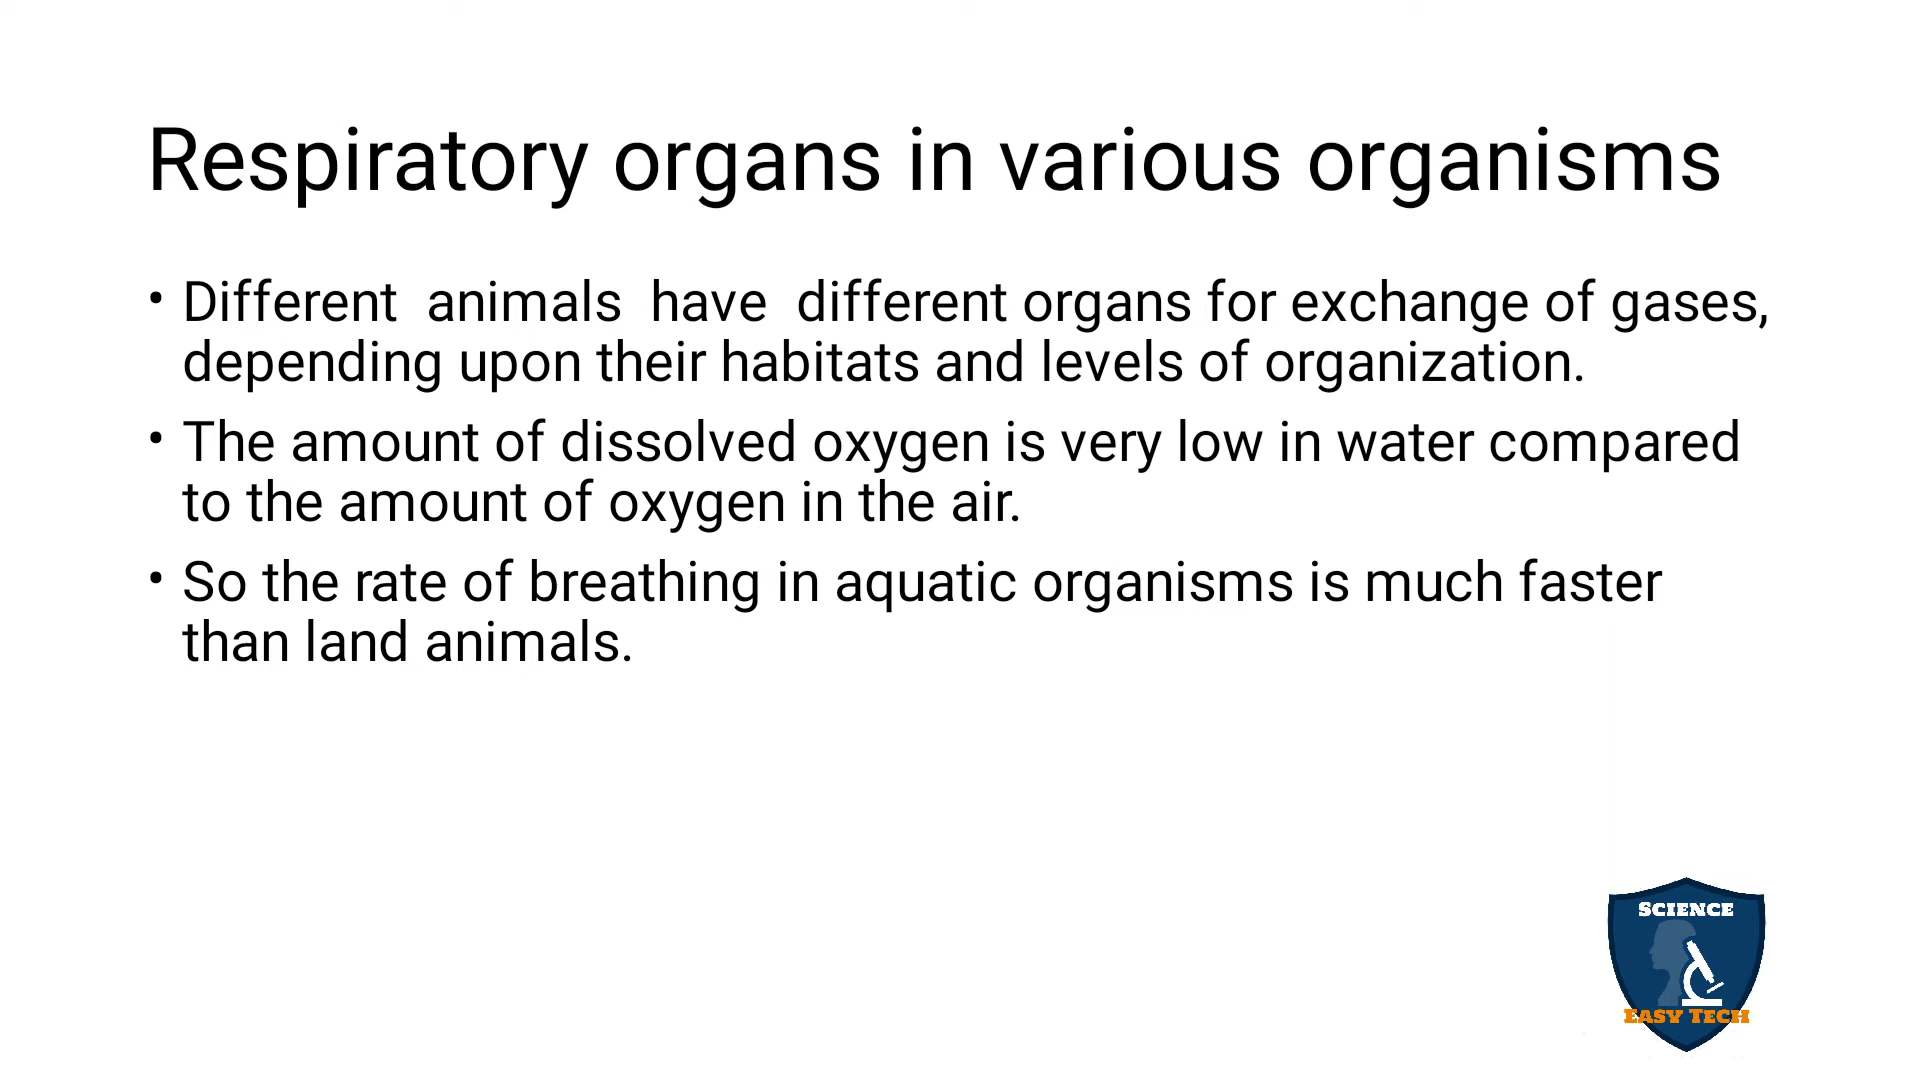 Respiratory organs in various organisms
• Different animals have different organs for exchange of gases,
depending upon their habitats and levels of organization.
• The amount of dissolved oxygen is very low in water compared
to the amount of oxygen in the air.
• So the rate of breathing in aquatic organisms is much faster
than land animals.
SCIENCE
EASY TECH